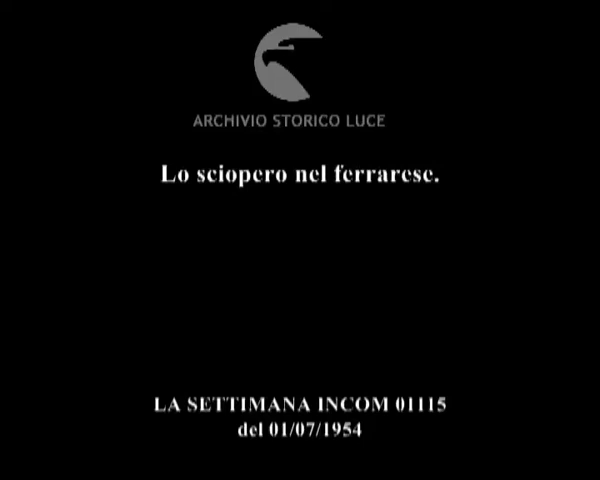 ARCHIVIO STORICO LUCE
Lo sciopero nel ferrarese.
LA SETTIMANA INCOM 01115
del 01/07/1954